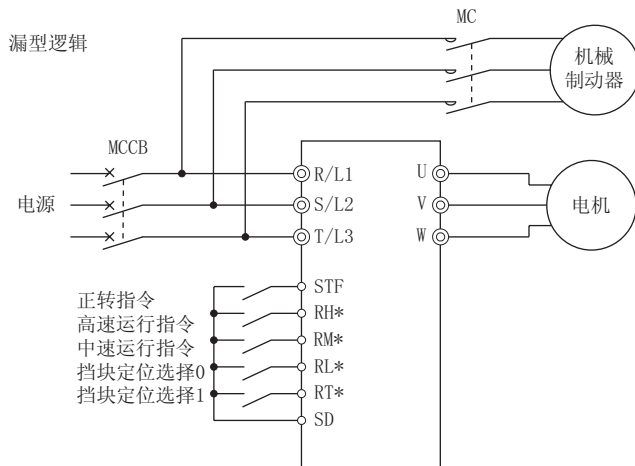 MC
漏型逻辑
机械
制动器
MCCB
R/L1
U
电源
S/L2
V
电机
T/L3
W
STF
正转指令
RH*
高速运行指令
RM*
中速运行指令
RL*
挡块定位选择0
RT*
挡块定位选择1
SD